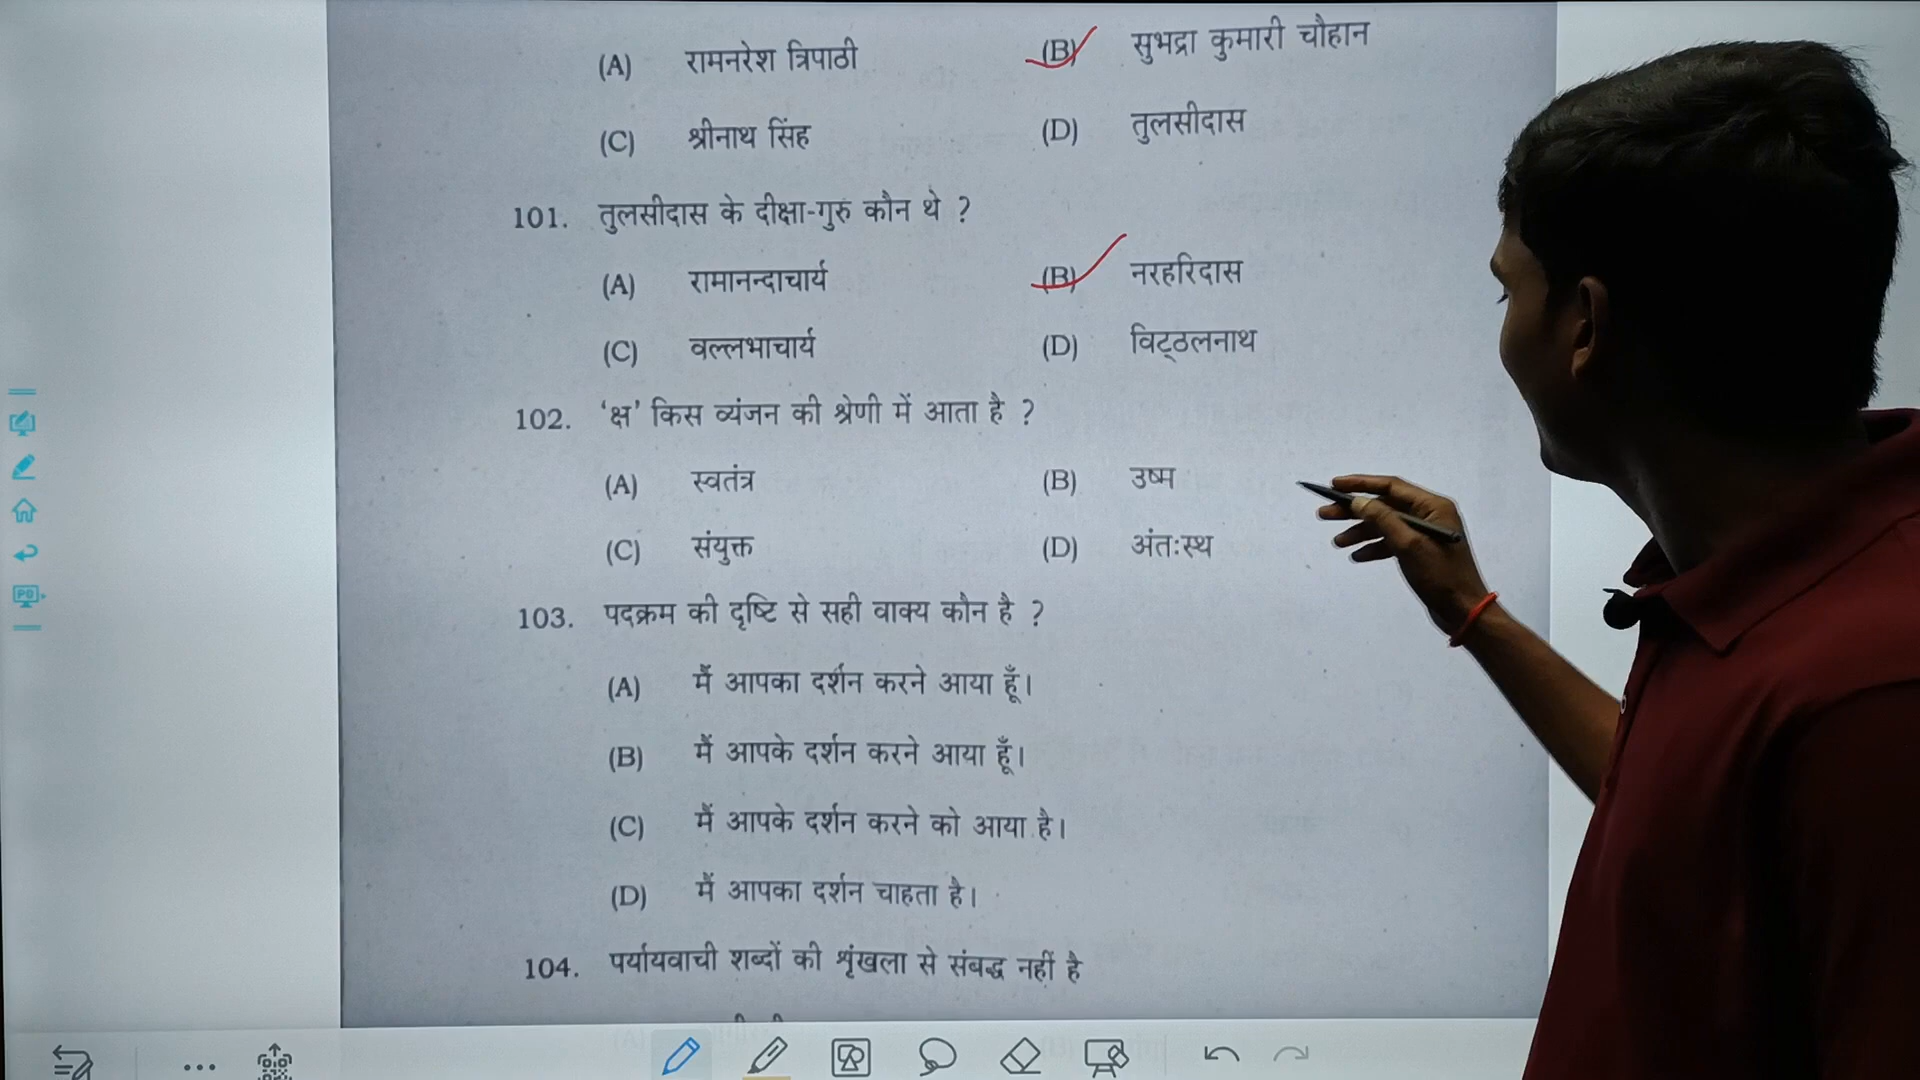 (A) रामनरेश त्रिपाठी (B) सुभद्रा कुमारी चौहान
(C) श्रीनाथ सिंह (D) तुलसीदास
101. तुलसीदास के दीक्षा-गुरु कौन थे ?
(A) रामानन्दाचार्य (B) नरहरिदास
(C) वल्लभाचार्य (D) विट्ठलनाथ
102. ‘क्ष’ किस व्यंजन की श्रेणी में आता है ?
(A) स्वतंत्र (B) उष्म
(C) संयुक्त (D) अंतःस्थ
103. पदक्रम की दृष्टि से सही वाक्य कौन है ?
(A) मैं आपका दर्शन करने आया हूँ।
(B) मैं आपके दर्शन करने आया हूँ।
(C) मैं आपके दर्शन करने को आया है।
(D) मैं आपका दर्शन चाहता है।
104. पर्यायवाची शब्दों की शृंखला से संबद्ध नहीं है